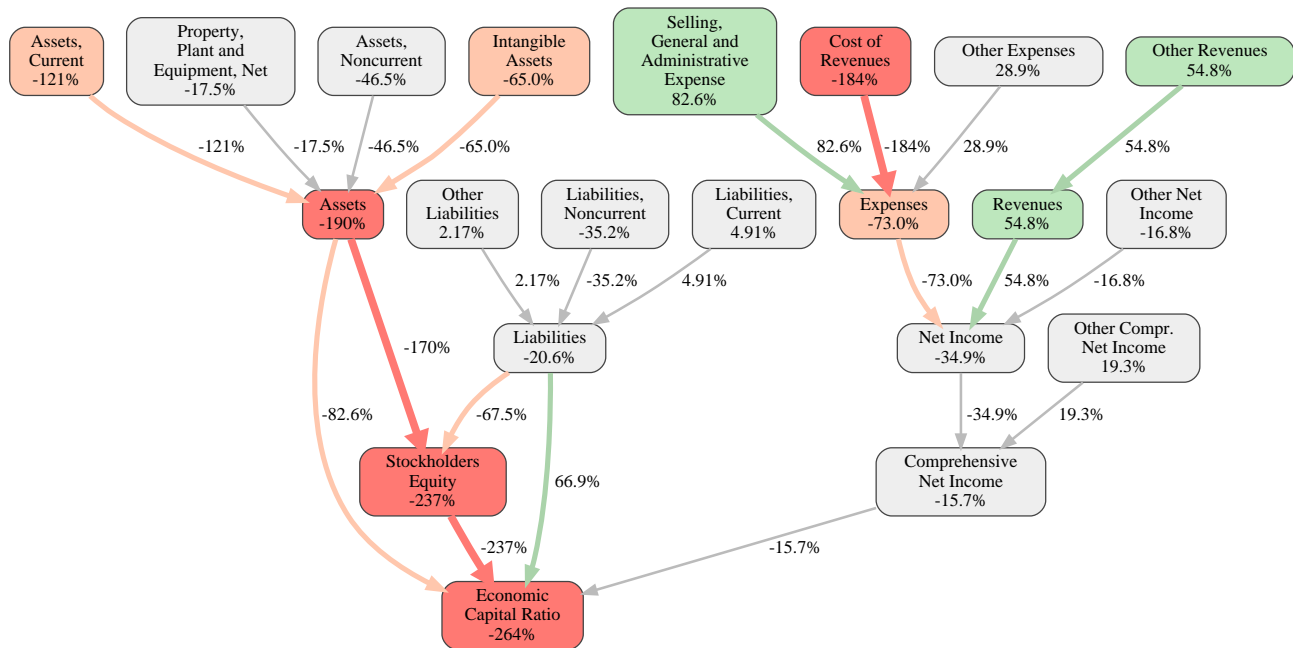 Assets,
Current
-121%
Property,
Plant and
Equipment, Net
-17.5%
Assets,
Noncurrent
-46.5%
Intangible
Assets
-65.0%
Selling,
General and
Administrative
Expense
82.6%
Cost of
Revenues
-184%
Other Expenses
28.9%
Other Revenues
54.8%
-121%
-17.5%
-46.5%
-65.0%
82.6%
-184%
28.9%
54.8%
Assets
-190%
Other
Liabilities
2.17%
Liabilities,
Noncurrent
-35.2%
Liabilities,
Current
4.91%
Expenses
-73.0%
Revenues
54.8%
Other Net
Income
-16.8%
2.17%
-35.2%
4.91%
-73.0%
54.8%
-16.8%
-170%
Liabilities
-20.6%
Net Income
-34.9%
Other Compr.
Net Income
19.3%
-82.6%
-67.5%
-34.9%
19.3%
Stockholders
Equity
-237%
66.9%
Comprehensive
Net Income
-15.7%
-237%
-15.7%
Economic
Capital Ratio
-264%